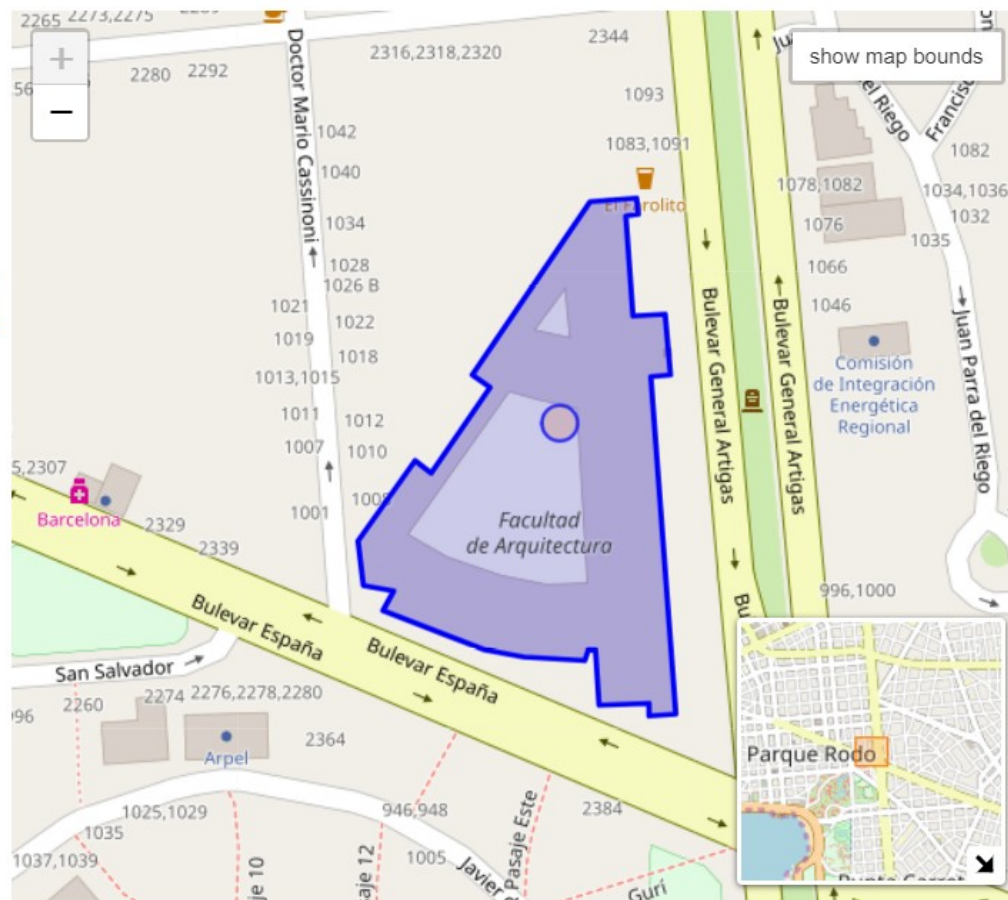 2265
2273,2275
2280
2292
2316,2318,2320
2344
1093
1083,1091
show map bounds
+
−
Doctor Mario Cassinoni
1042
1040
1034
1028
1026 B
1021
1022
1019
1018
1013,1015
1011
1012
1007
1010
1001
El Farolito
Bulevar General Artigas
Bulevar General Artigas
del Riego
1078,1082
1076
1066
1046
1082
1034,1036
1032
1035
Comisión
de Integración
Energética
Regional
Juan Parra del Riego
Facultad
de Arquitectura
Barcelona
2329
2339
Bulevar España
Bulevar España
996,1000
San Salvador
2260
2274
2276,2278,2280
2364
Arpel
1025,1029
1035
1037,1039
946,948
1005
2384
Javier
Pasaje Este
Gurí
Parque Rodo